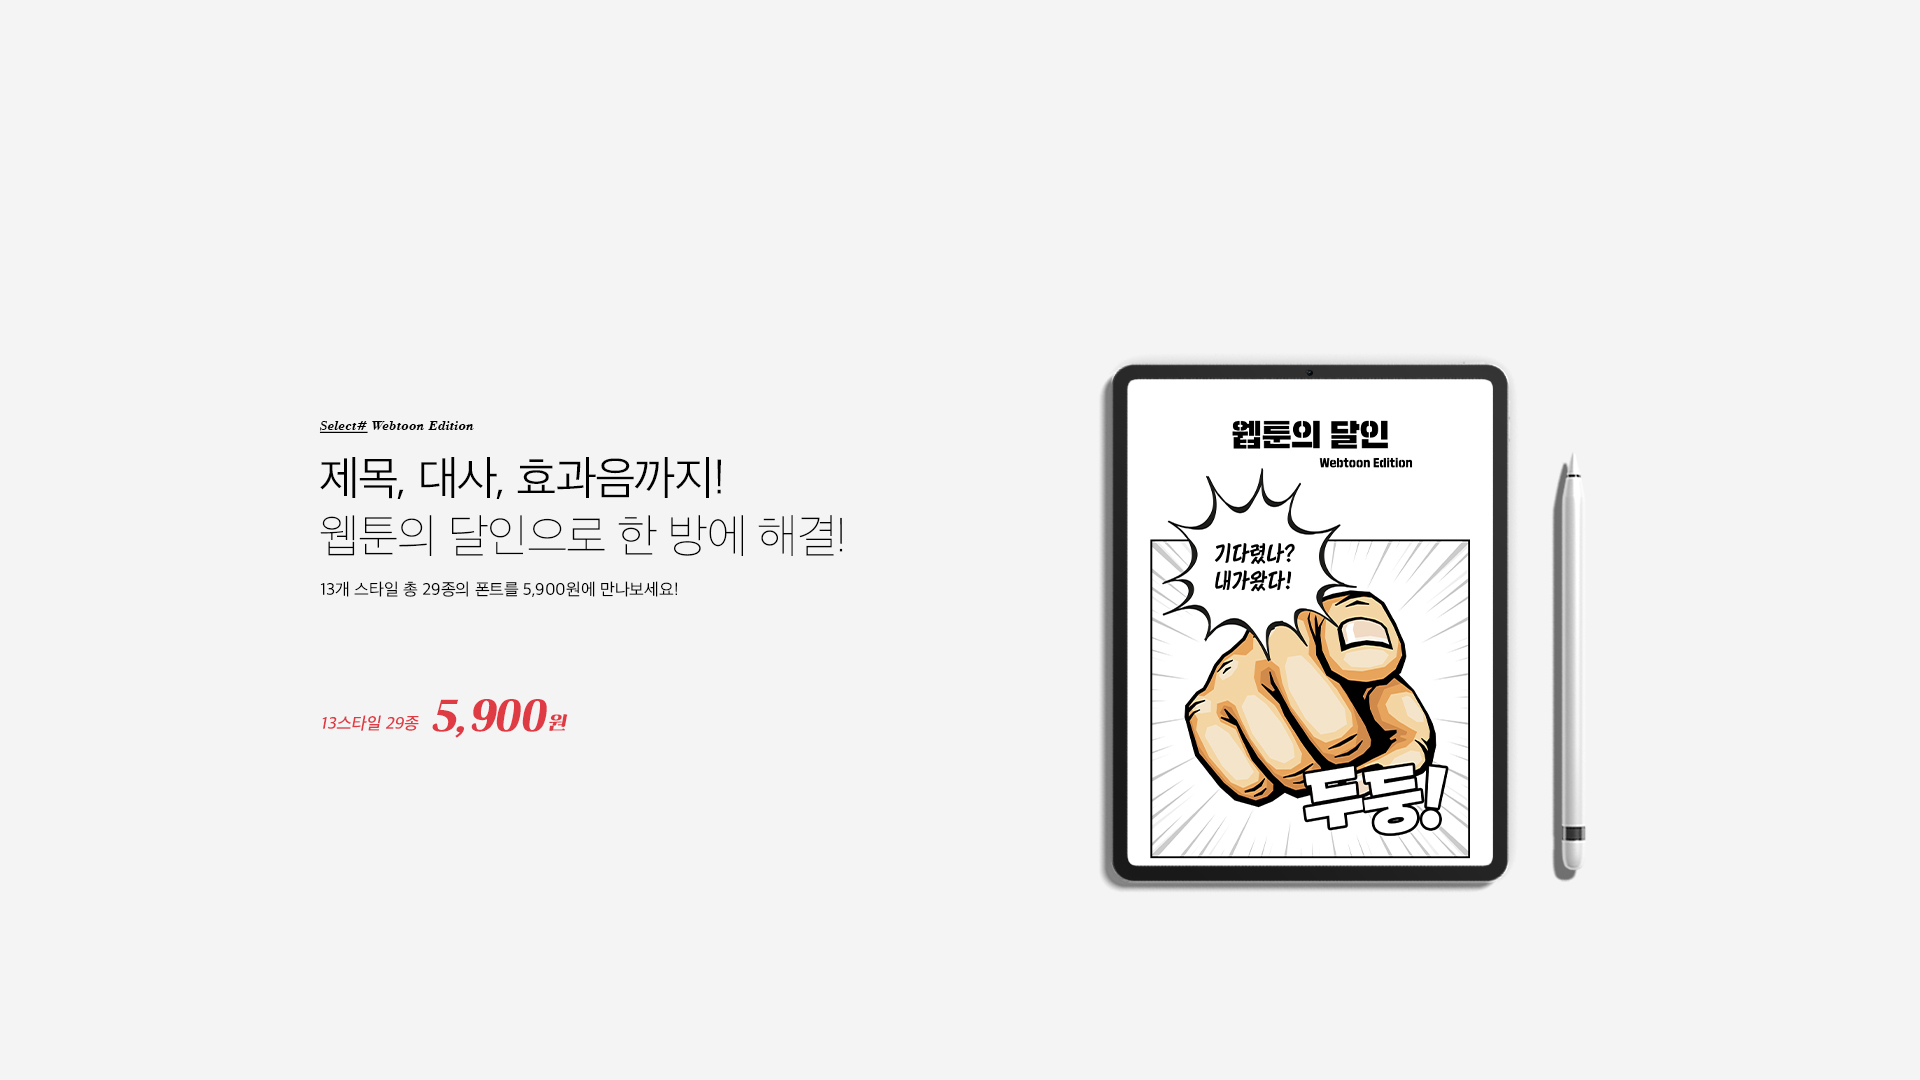 Select# Webtoon Edition
제목, 대사, 효과음까지!
웹툰의 달인으로 한 방에 해결!
13개 스타일 총 29종의 폰트를 5,900원에 만나보세요!
13스타일 29종 5,900원
웹툰의 달인
Webtoon Edition
기다렸나?
내가왔다!
두둥!